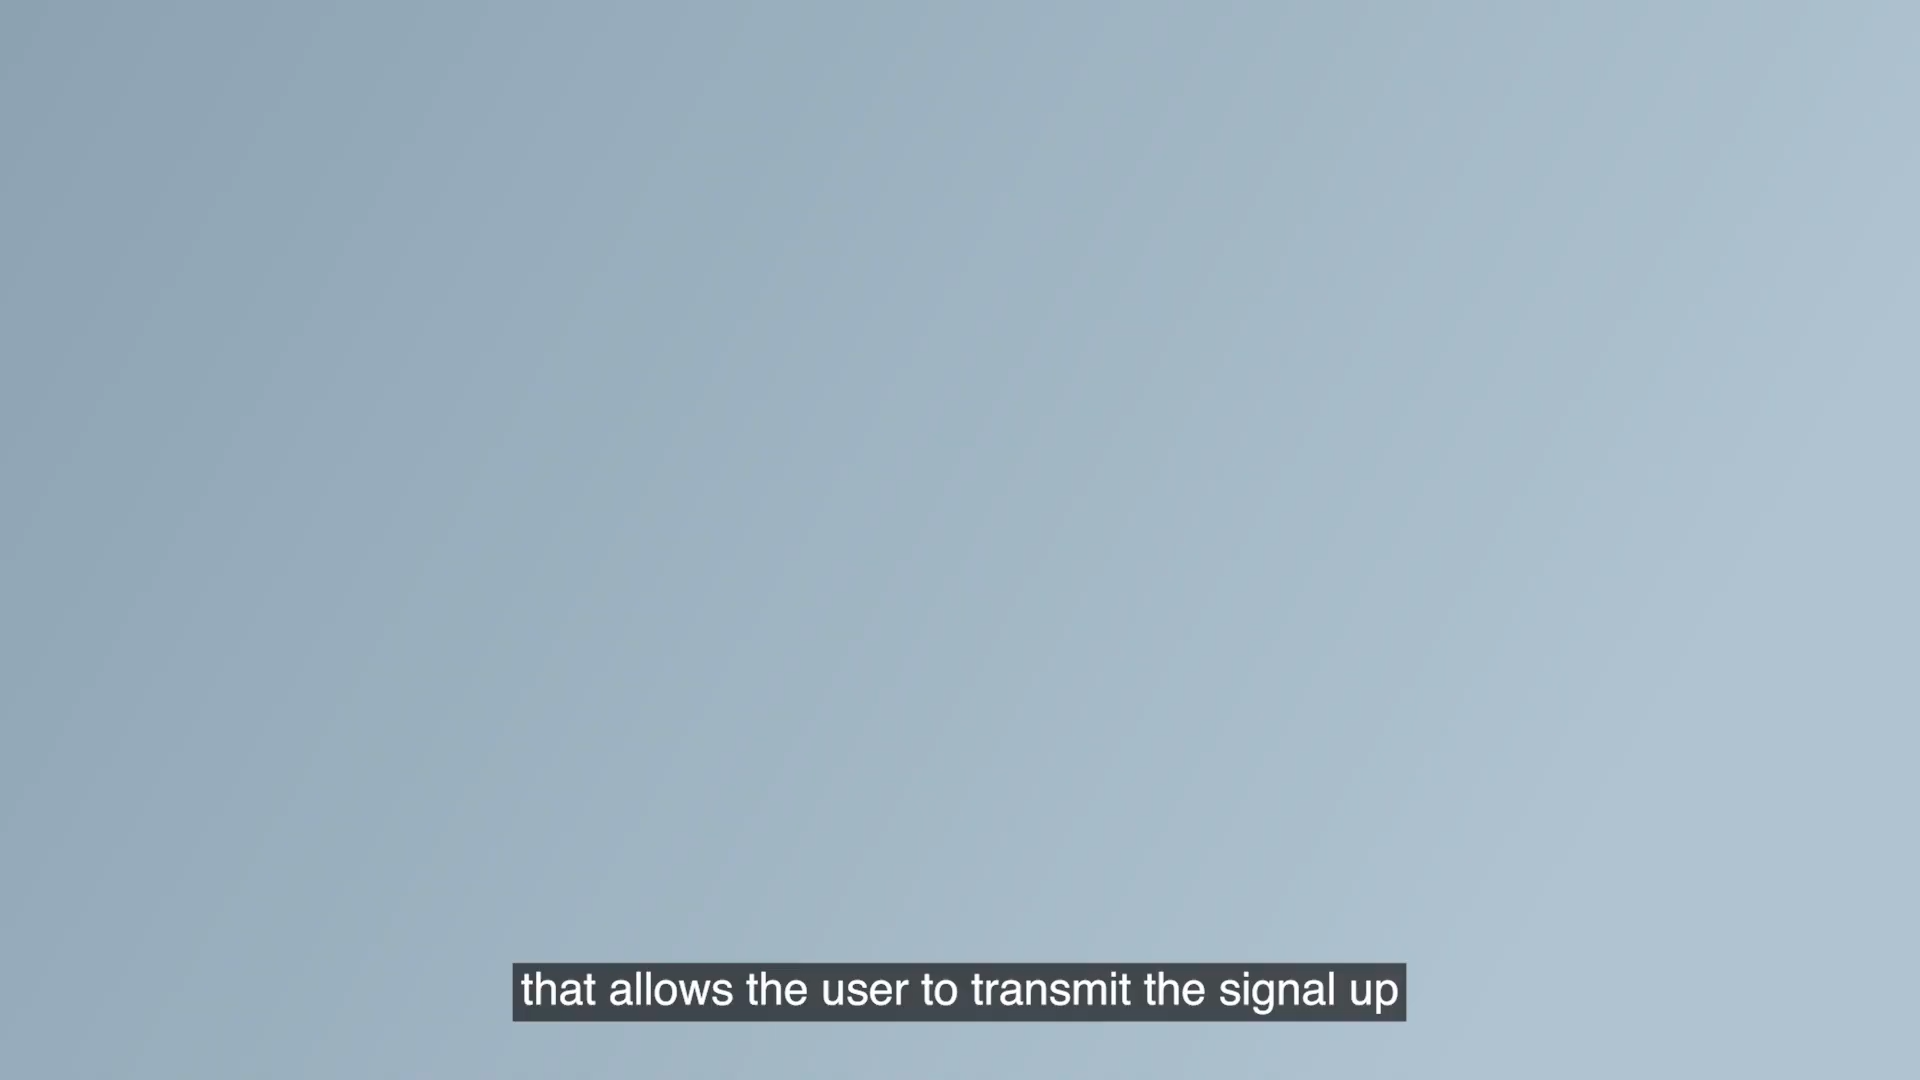 that allows the user to transmit the signal up